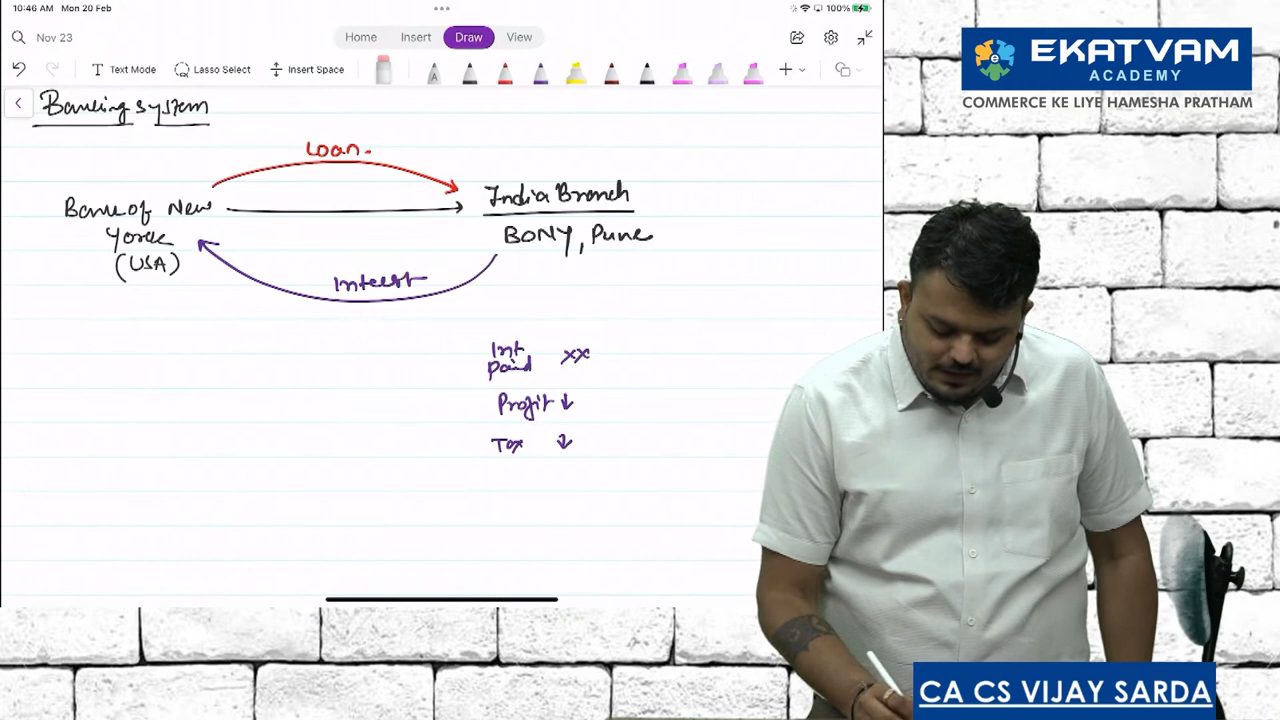 10:46 AM Mon 20 Feb
100%
Nov 23
Home Insert Draw View
Text Mode Lasso Select Insert Space
Banking system
Loan.
Bank of New
York
(USA)
India Branch
BONY, Pune
Interest
Int
paid xx
Profit ↓
Tax ↓
EKATVAM
ACADEMY
COMMERCE KE LIYE HAMESHA PRATHAM
CA CS VIJAY SARDA